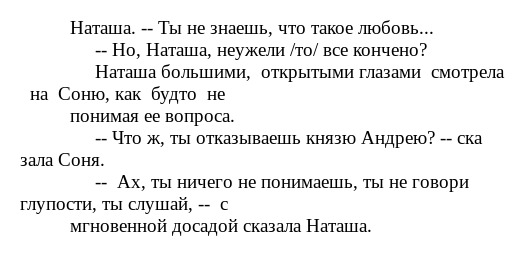 Наташа. -- Ты не знаешь, что такое любовь...
-- Но, Наташа, неужели /то/ все кончено?
Наташа большими, открытыми глазами смотрела
на Соню, как будто не
понимая ее вопроса.
-- Что ж, ты отказываешь князю Андрею? -- ска
зала Соня.
-- Ах, ты ничего не понимаешь, ты не говори
глупости, ты слушай, -- с
мгновенной досадой сказала Наташа.